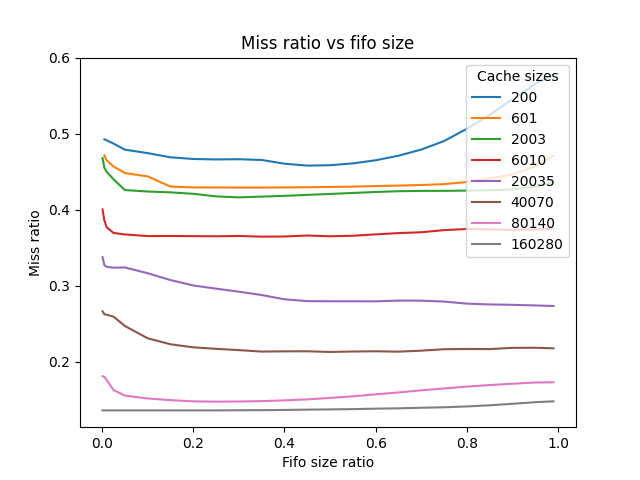 Miss ratio vs fifo size
Miss ratio
0.6
0.5
0.4
0.3
0.2
Cache sizes
200
601
2003
6010
20035
40070
80140
160280
0.0 0.2 0.4 0.6 0.8 1.0
Fifo size ratio